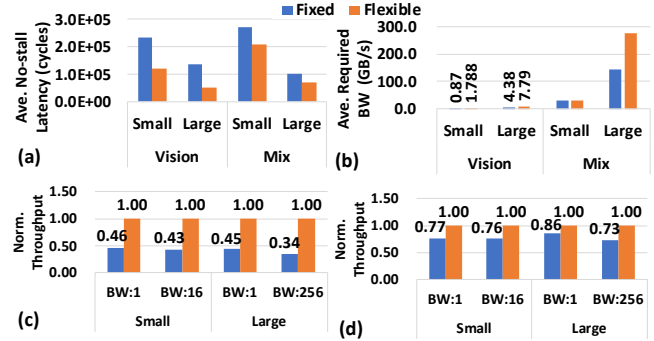 Fixed Flexible
Ave. No-stall
Latency (cycles)
3.0E+05
2.0E+05
1.0E+05
0.0E+00
Small Large Small Large
Vision Mix
(a)
Ave. Required
BW (GB/s)
300.0
200.0
100.0
0.0
0.87 1.788 4.38 7.79
Small Large Small Large
Vision Mix
(b)
Norm.
Throughput
1.50
1.00
0.50
0.00
1.00 1.00 1.00 1.00
0.46 0.43 0.45 0.34
BW:1 BW:16 BW:1 BW:256
Small Large
(c)
Norm.
Throughput
1.50
1.00
0.50
0.00
1.00 1.00 1.00 1.00
0.77 0.76 0.86 0.73
BW:1 BW:16 BW:1 BW:256
Small Large
(d)